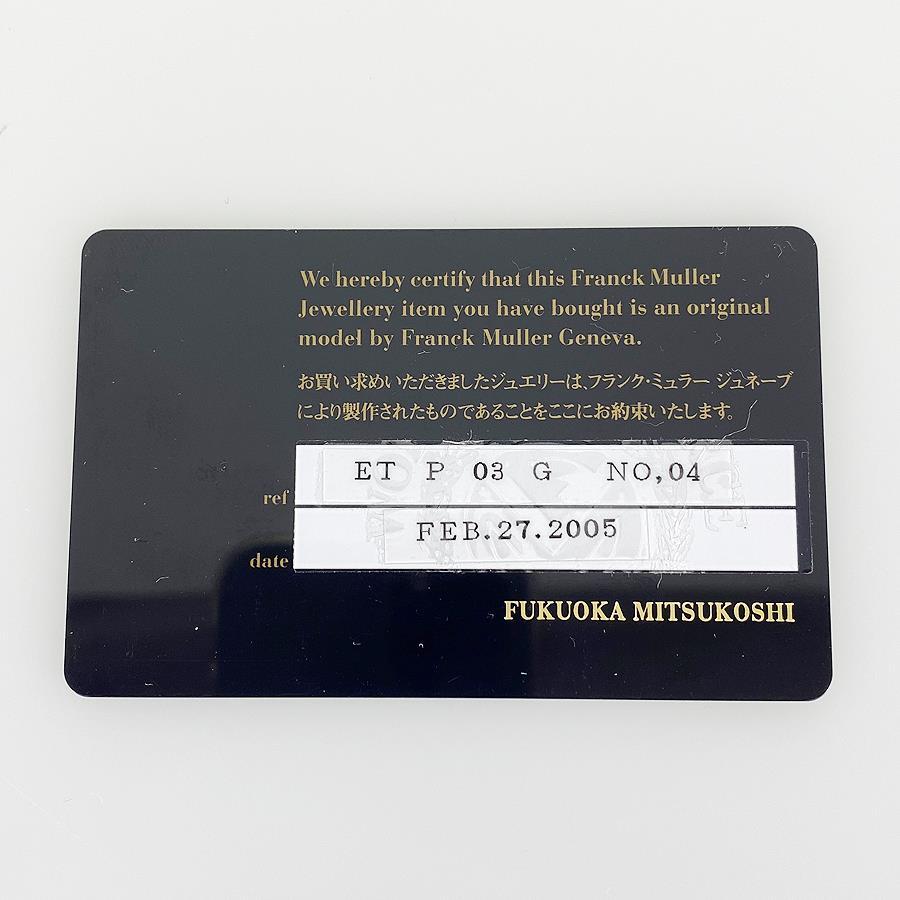 We hereby certify that this Franck Muller
Jewellery item you have bought is an original
model by Franck Muller Geneva.
お買い求めいただきましたジュエリーは、フランク・ミュラー ジュネーブ
により製作されたものであることをここにお約束いたします。
ref ET P 03 G NO,04
date FEB.27.2005
FUKUOKA MITSUKOSHI